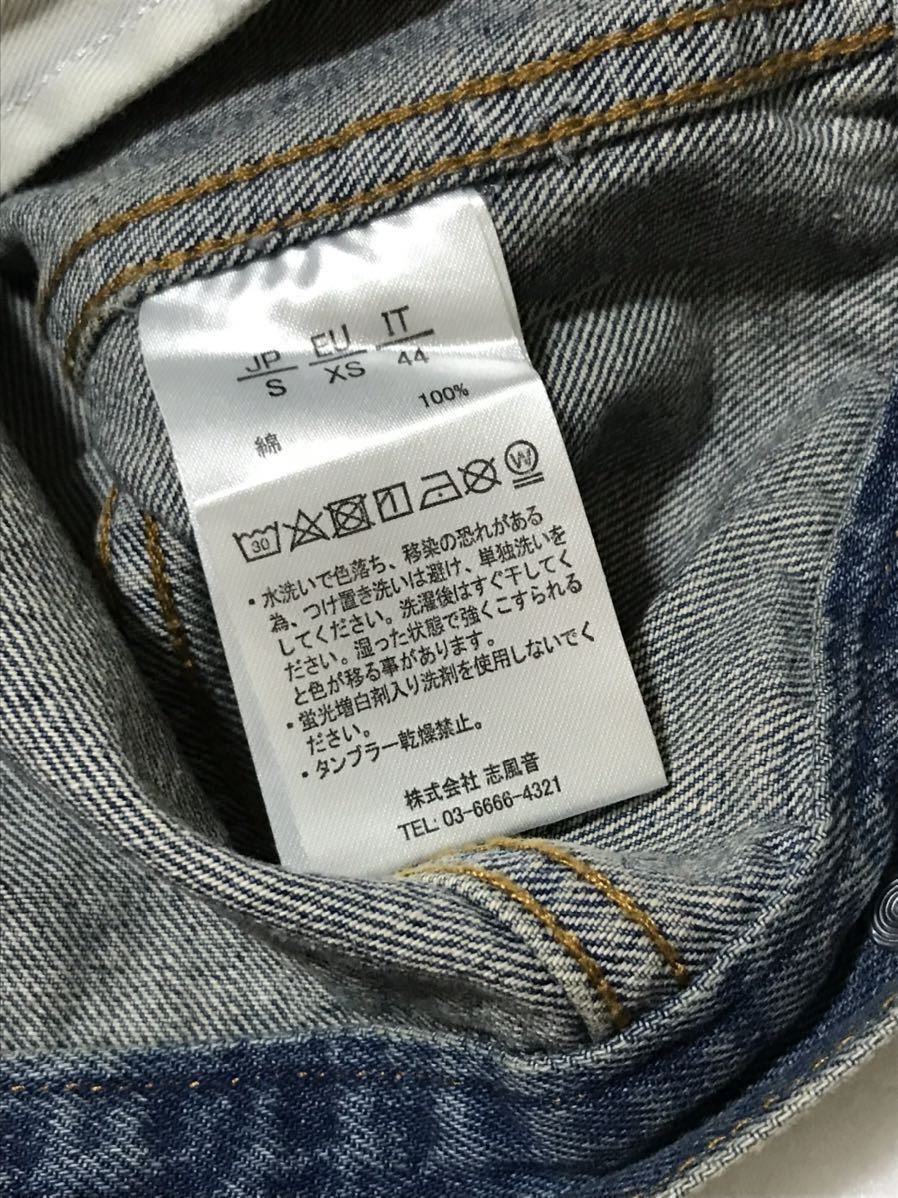 JP EU IT
S XS 44
綿 100%
30 W
・水洗いで色落ち、移染の恐れがある
為、つけ置き洗いは避け、単独洗いを
してください。洗濯後はすぐ干してく
ださい。湿った状態で強くこすられる
と色が移る事があります。
・蛍光増白剤入り洗剤を使用しないでく
ださい。
・タンブラー乾燥禁止。
株式会社 志風音
TEL: 03-6666-4321